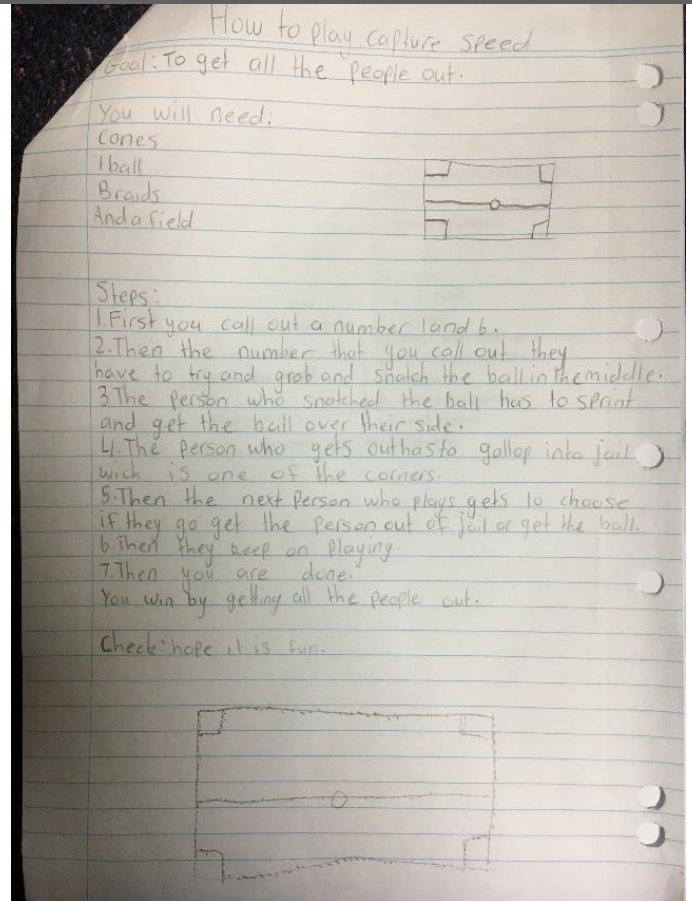 How to play capture speed
Goal: To get all the people out.
You will need:
Cones
1 ball
Braids
And a field
Steps:
1. First you call out a number 1 and 6.
2. Then the number that you call out they
have to try and grab and snatch the ball in the middle.
3 The person who snatched the ball has to sprint
and get the ball over their side.
4. The person who gets out has to gallop into jail
wich is one of the corners.
5. Then the next person who plays gets to choose
if they go get the person out of jail or get the ball.
6 Then they keep on playing.
7. Then you are done.
You win by getting all the people out.
Check: hope it is fun.